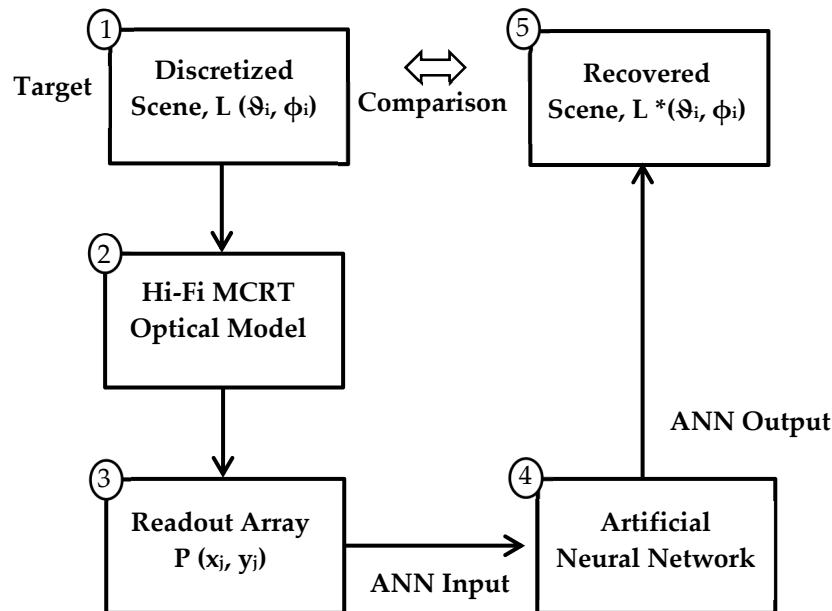 1
Target
Discretized
Scene, L (ϑi, ϕi)
Comparison
5
Recovered
Scene, L *(ϑi, ϕi)
2
Hi-Fi MCRT
Optical Model
3
Readout Array
P (xj, yj)
ANN Input
4
Artificial
Neural Network
ANN Output